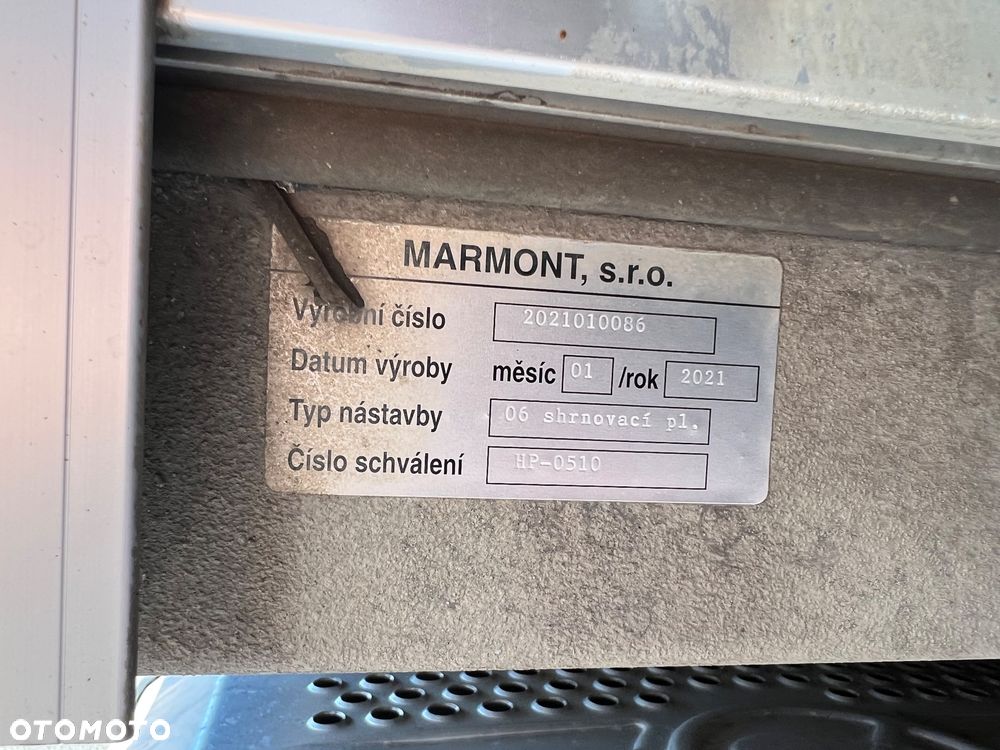 MARMONT, s.r.o.
Výrobní číslo 2021010086
Datum výroby měsíc 01 /rok 2021
Typ nástavby 06 shrnovací pl.
Číslo schválení HP-0510
OTOMOTO